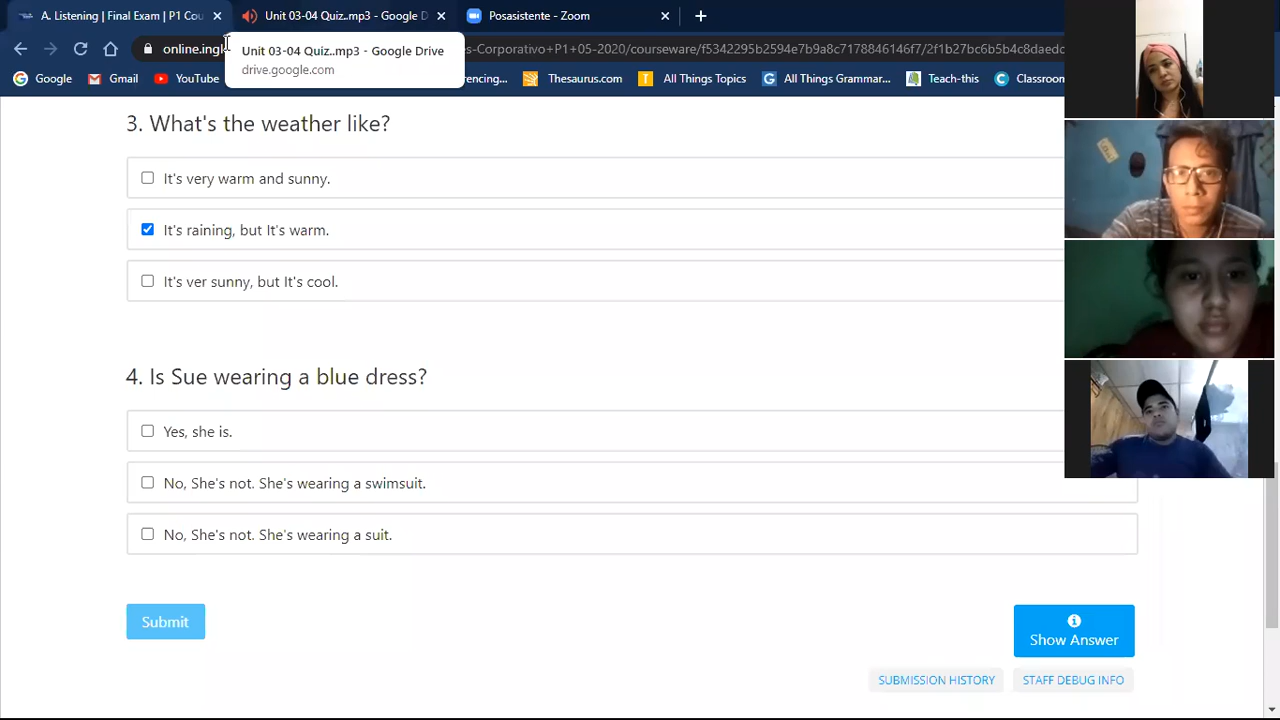 A. Listening | Final Exam | P1 Co
Unit 03-04 Quiz..mp3 - Google D
Posasistente - Zoom
online.ingl
s-Corporativo+P1+05-2020/courseware/f5342295b2594e7b9a8c7178846146f7/2f1b27bc6b5b4c8daedc
Unit 03-04 Quiz..mp3 - Google Drive
drive.google.com
Google
Gmail
YouTube
rencing...
Thesaurus.com
All Things Topics
All Things Grammar...
Teach-this
Classroom
3. What's the weather like?
It's very warm and sunny.
It's raining, but It's warm.
It's ver sunny, but It's cool.
4. Is Sue wearing a blue dress?
Yes, she is.
No, She's not. She's wearing a swimsuit.
No, She's not. She's wearing a suit.
Submit
Show Answer
SUBMISSION HISTORY
STAFF DEBUG INFO